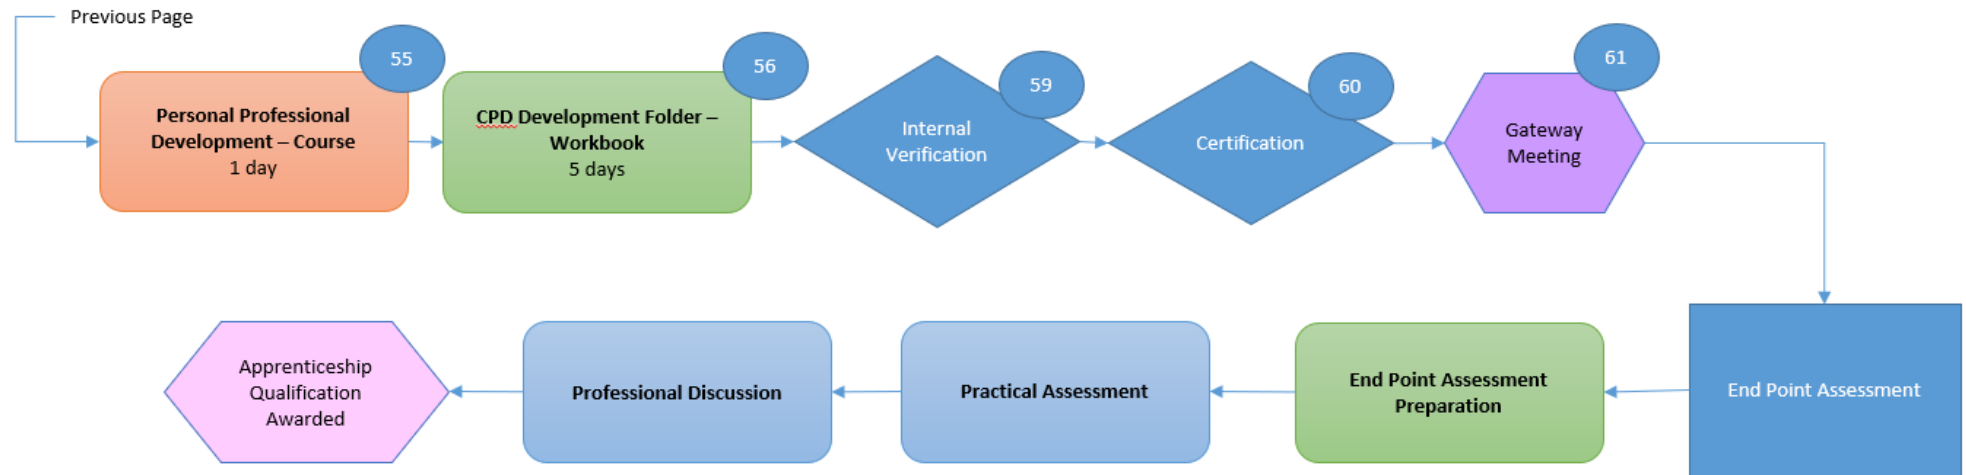 Previous Page
55
Personal Professional
Development – Course
1 day
56
CPD Development Folder –
Workbook
5 days
59
Internal
Verification
60
Certification
61
Gateway
Meeting
End Point Assessment
End Point Assessment
Preparation
Practical Assessment
Professional Discussion
Apprenticeship
Qualification
Awarded